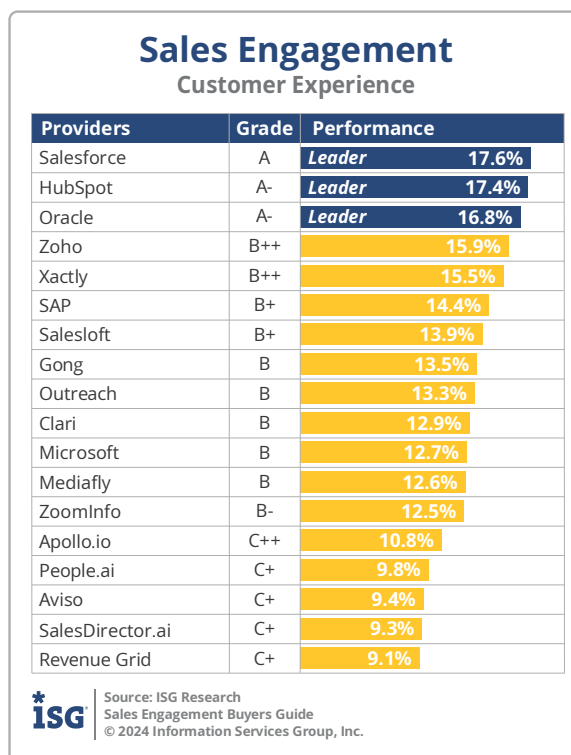 Sales Engagement
Customer Experience
Providers Grade Performance
Salesforce A Leader 17.6%
HubSpot A- Leader 17.4%
Oracle A- Leader 16.8%
Zoho B++ 15.9%
Xactly B++ 15.5%
SAP B+ 14.4%
Salesloft B+ 13.9%
Gong B 13.5%
Outreach B 13.3%
Clari B 12.9%
Microsoft B 12.7%
Mediafly B 12.6%
ZoomInfo B- 12.5%
Apollo.io C++ 10.8%
People.ai C+ 9.8%
Aviso C+ 9.4%
SalesDirector.ai C+ 9.3%
Revenue Grid C+ 9.1%
*ISG
Source: ISG Research
Sales Engagement Buyers Guide
© 2024 Information Services Group, Inc.